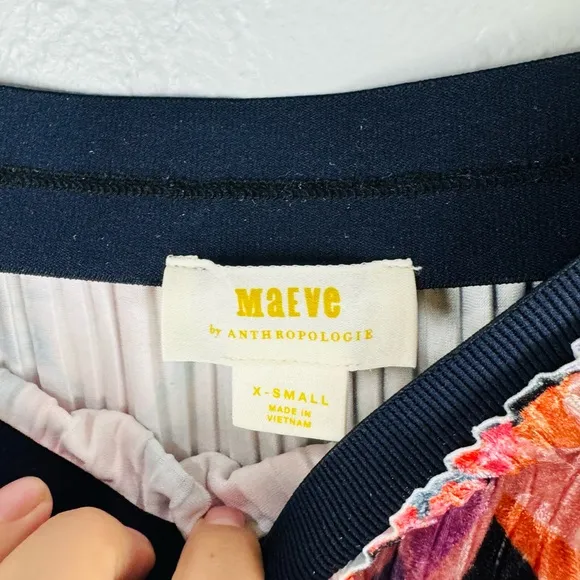 MaEve
by ANTHROPOLOGIE
X-SMALL
MADE IN
VIETNAM